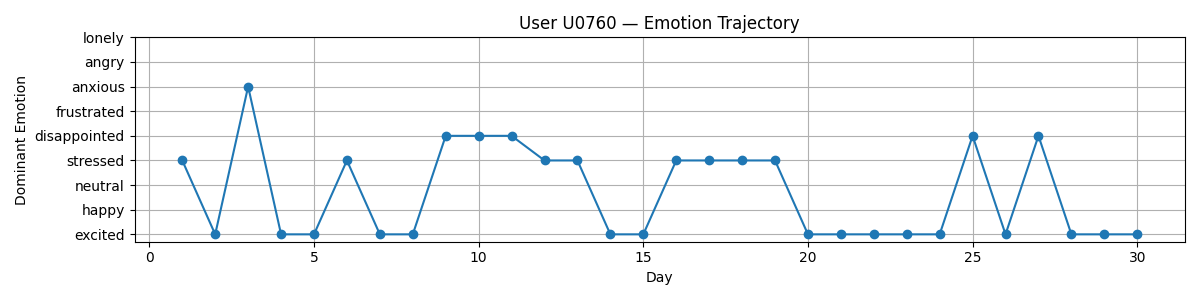 User U0760 — Emotion Trajectory
Dominant Emotion
lonely
angry
anxious
frustrated
disappointed
stressed
neutral
happy
excited
0 5 10 15 20 25 30
Day